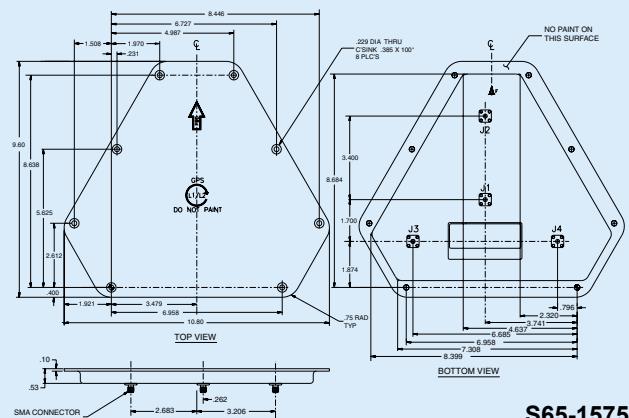 8.446
6.727
4.987
1.508
1.970
.231
℄
.229 DIA THRU
C'SINK .385 X 100°
8 PLC'S
9.60
8.638
5.625
2.612
.400
GPS
L1/L2
DO NOT PAINT
1.921
3.479
6.958
10.80
.75 RAD
TYP
TOP VIEW
NO PAINT ON
THIS SURFACE
℄
J2
J1
J3
J4
3.400
8.684
1.700
1.874
.796
2.320
3.741
4.637
6.685
6.958
7.308
8.399
BOTTOM VIEW
.10
.53
SMA CONNECTOR
2.683
.262
3.206
S65-1575